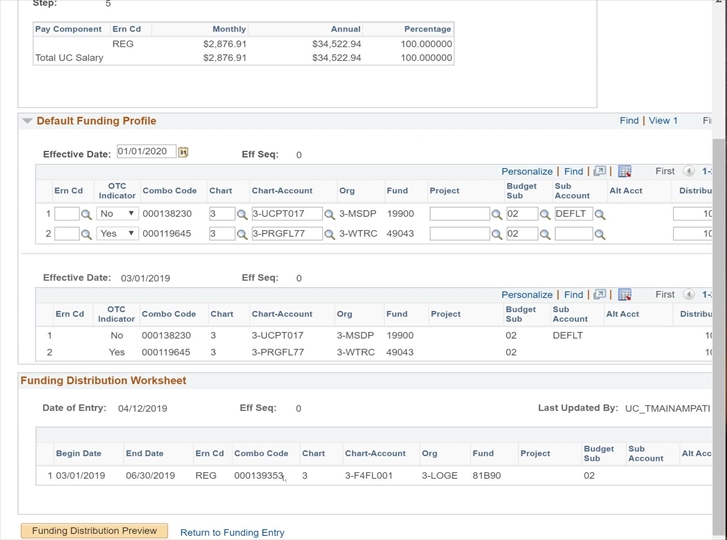 Step: 5
Pay Component Ern Cd Monthly Annual Percentage
REG $2,876.91 $34,522.94 100.000000
Total UC Salary $2,876.91 $34,522.94 100.000000
Default Funding Profile Find | View 1
Effective Date: 01/01/2020 Eff Seq: 0
Personalize | Find | First
Ern Cd OTC Indicator Combo Code Chart Chart-Account Org Fund Project Budget Sub Sub Account Alt Acct
1 No 000138230 3 3-UCPT017 3-MSDP 19900 02 DEFLT
2 Yes 000119645 3 3-PRGFL77 3-WTRC 49043 02
Effective Date: 03/01/2019 Eff Seq: 0
Personalize | Find | First
Ern Cd OTC Indicator Combo Code Chart Chart-Account Org Fund Project Budget Sub Sub Account Alt Acct
1 No 000138230 3 3-UCPT017 3-MSDP 19900 02 DEFLT
2 Yes 000119645 3 3-PRGFL77 3-WTRC 49043 02
Funding Distribution Worksheet
Date of Entry: 04/12/2019 Eff Seq: 0 Last Updated By: UC_TMAINAMPATI
Begin Date End Date Ern Cd Combo Code Chart Chart-Account Org Fund Project Budget Sub Sub Account Alt Acc
1 03/01/2019 06/30/2019 REG 000139353 3 3-F4FL001 3-LOGE 81B90 02
Funding Distribution Preview Return to Funding Entry